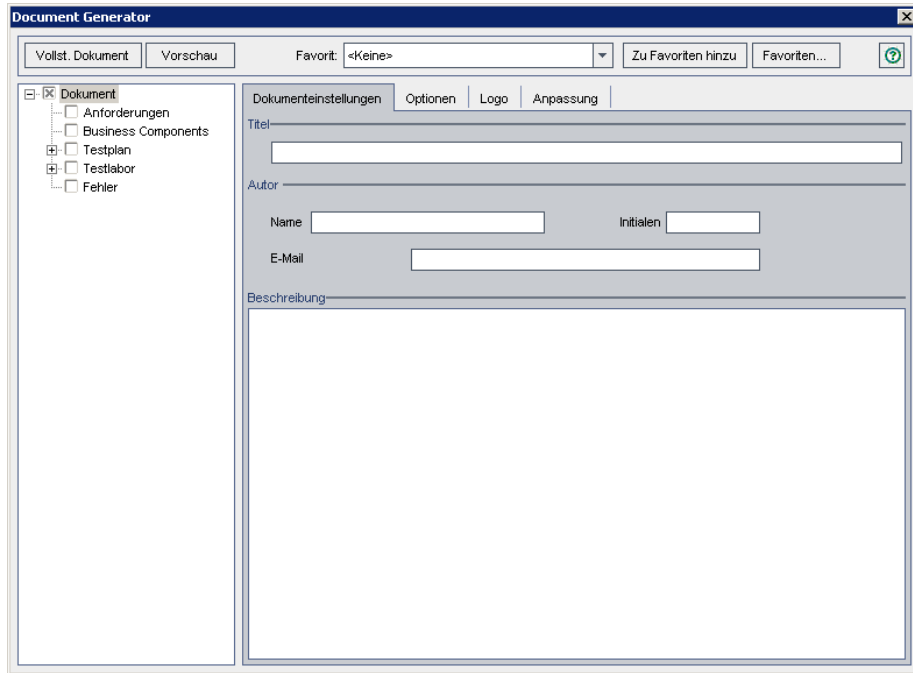 Document Generator
Vollst. Dokument Vorschau Favorit: <Keine> Zu Favoriten hinzu Favoriten...
Dokument
Anforderungen
Business Components
Testplan
Testlabor
Fehler
Dokumenteinstellungen Optionen Logo Anpassung
Titel
Autor
Name Initialen
E-Mail
Beschreibung